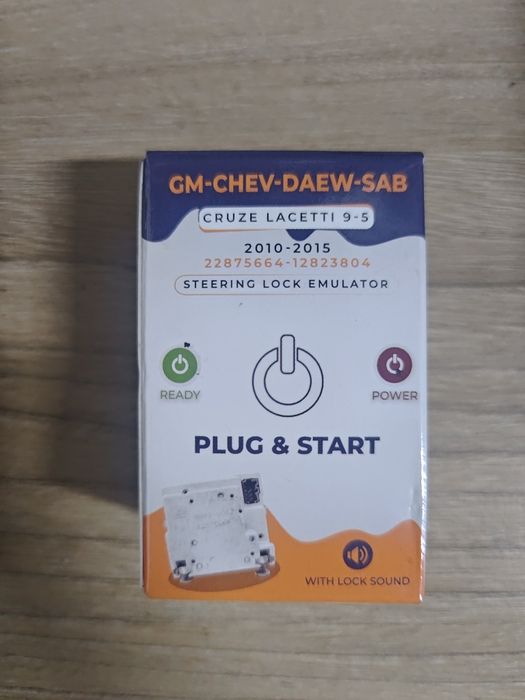 GM-CHEV-DAEW-SAB
CRUZE LACETTI 9-5
2010-2015
22875664-12823804
STEERING LOCK EMULATOR
READY
POWER
PLUG & START
WITH LOCK SOUND